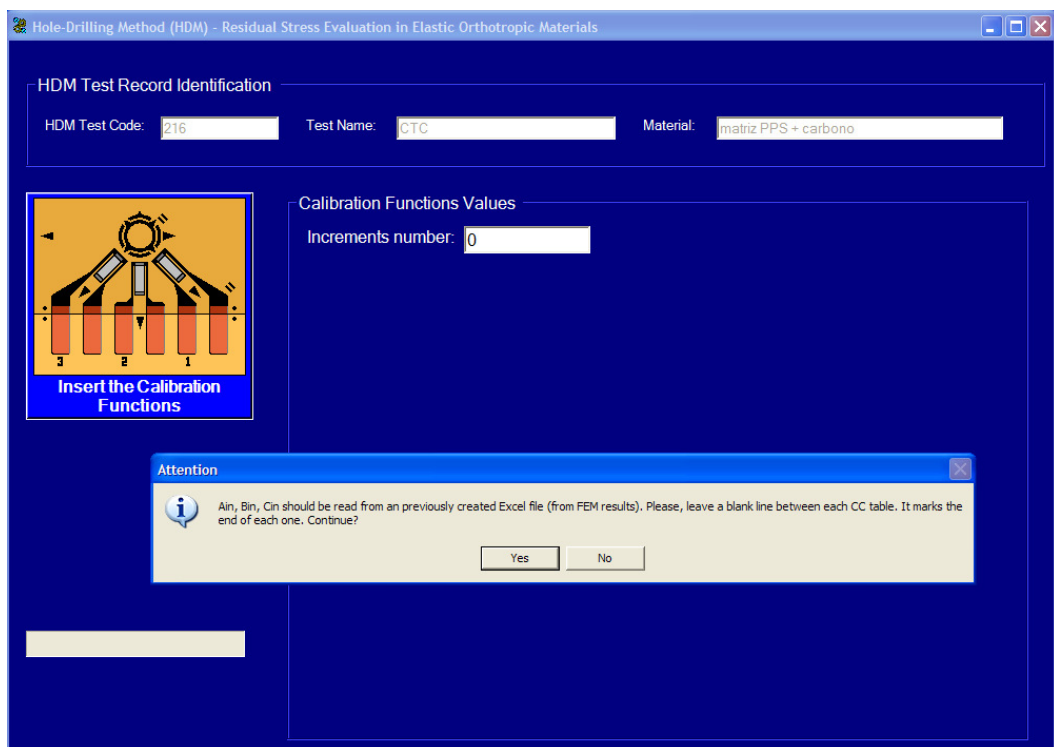 Hole-Drilling Method (HDM) - Residual Stress Evaluation in Elastic Orthotropic Materials
HDM Test Record Identification
HDM Test Code: 216 Test Name: CTC Material: matriz PPS + carbono
Calibration Functions Values
Increments number: 0
3 2 1
Insert the Calibration
Functions
Attention
Ain, Bin, Cin should be read from an previously created Excel file (from FEM results). Please, leave a blank line between each CC table. It marks the
end of each one. Continue?
Yes No